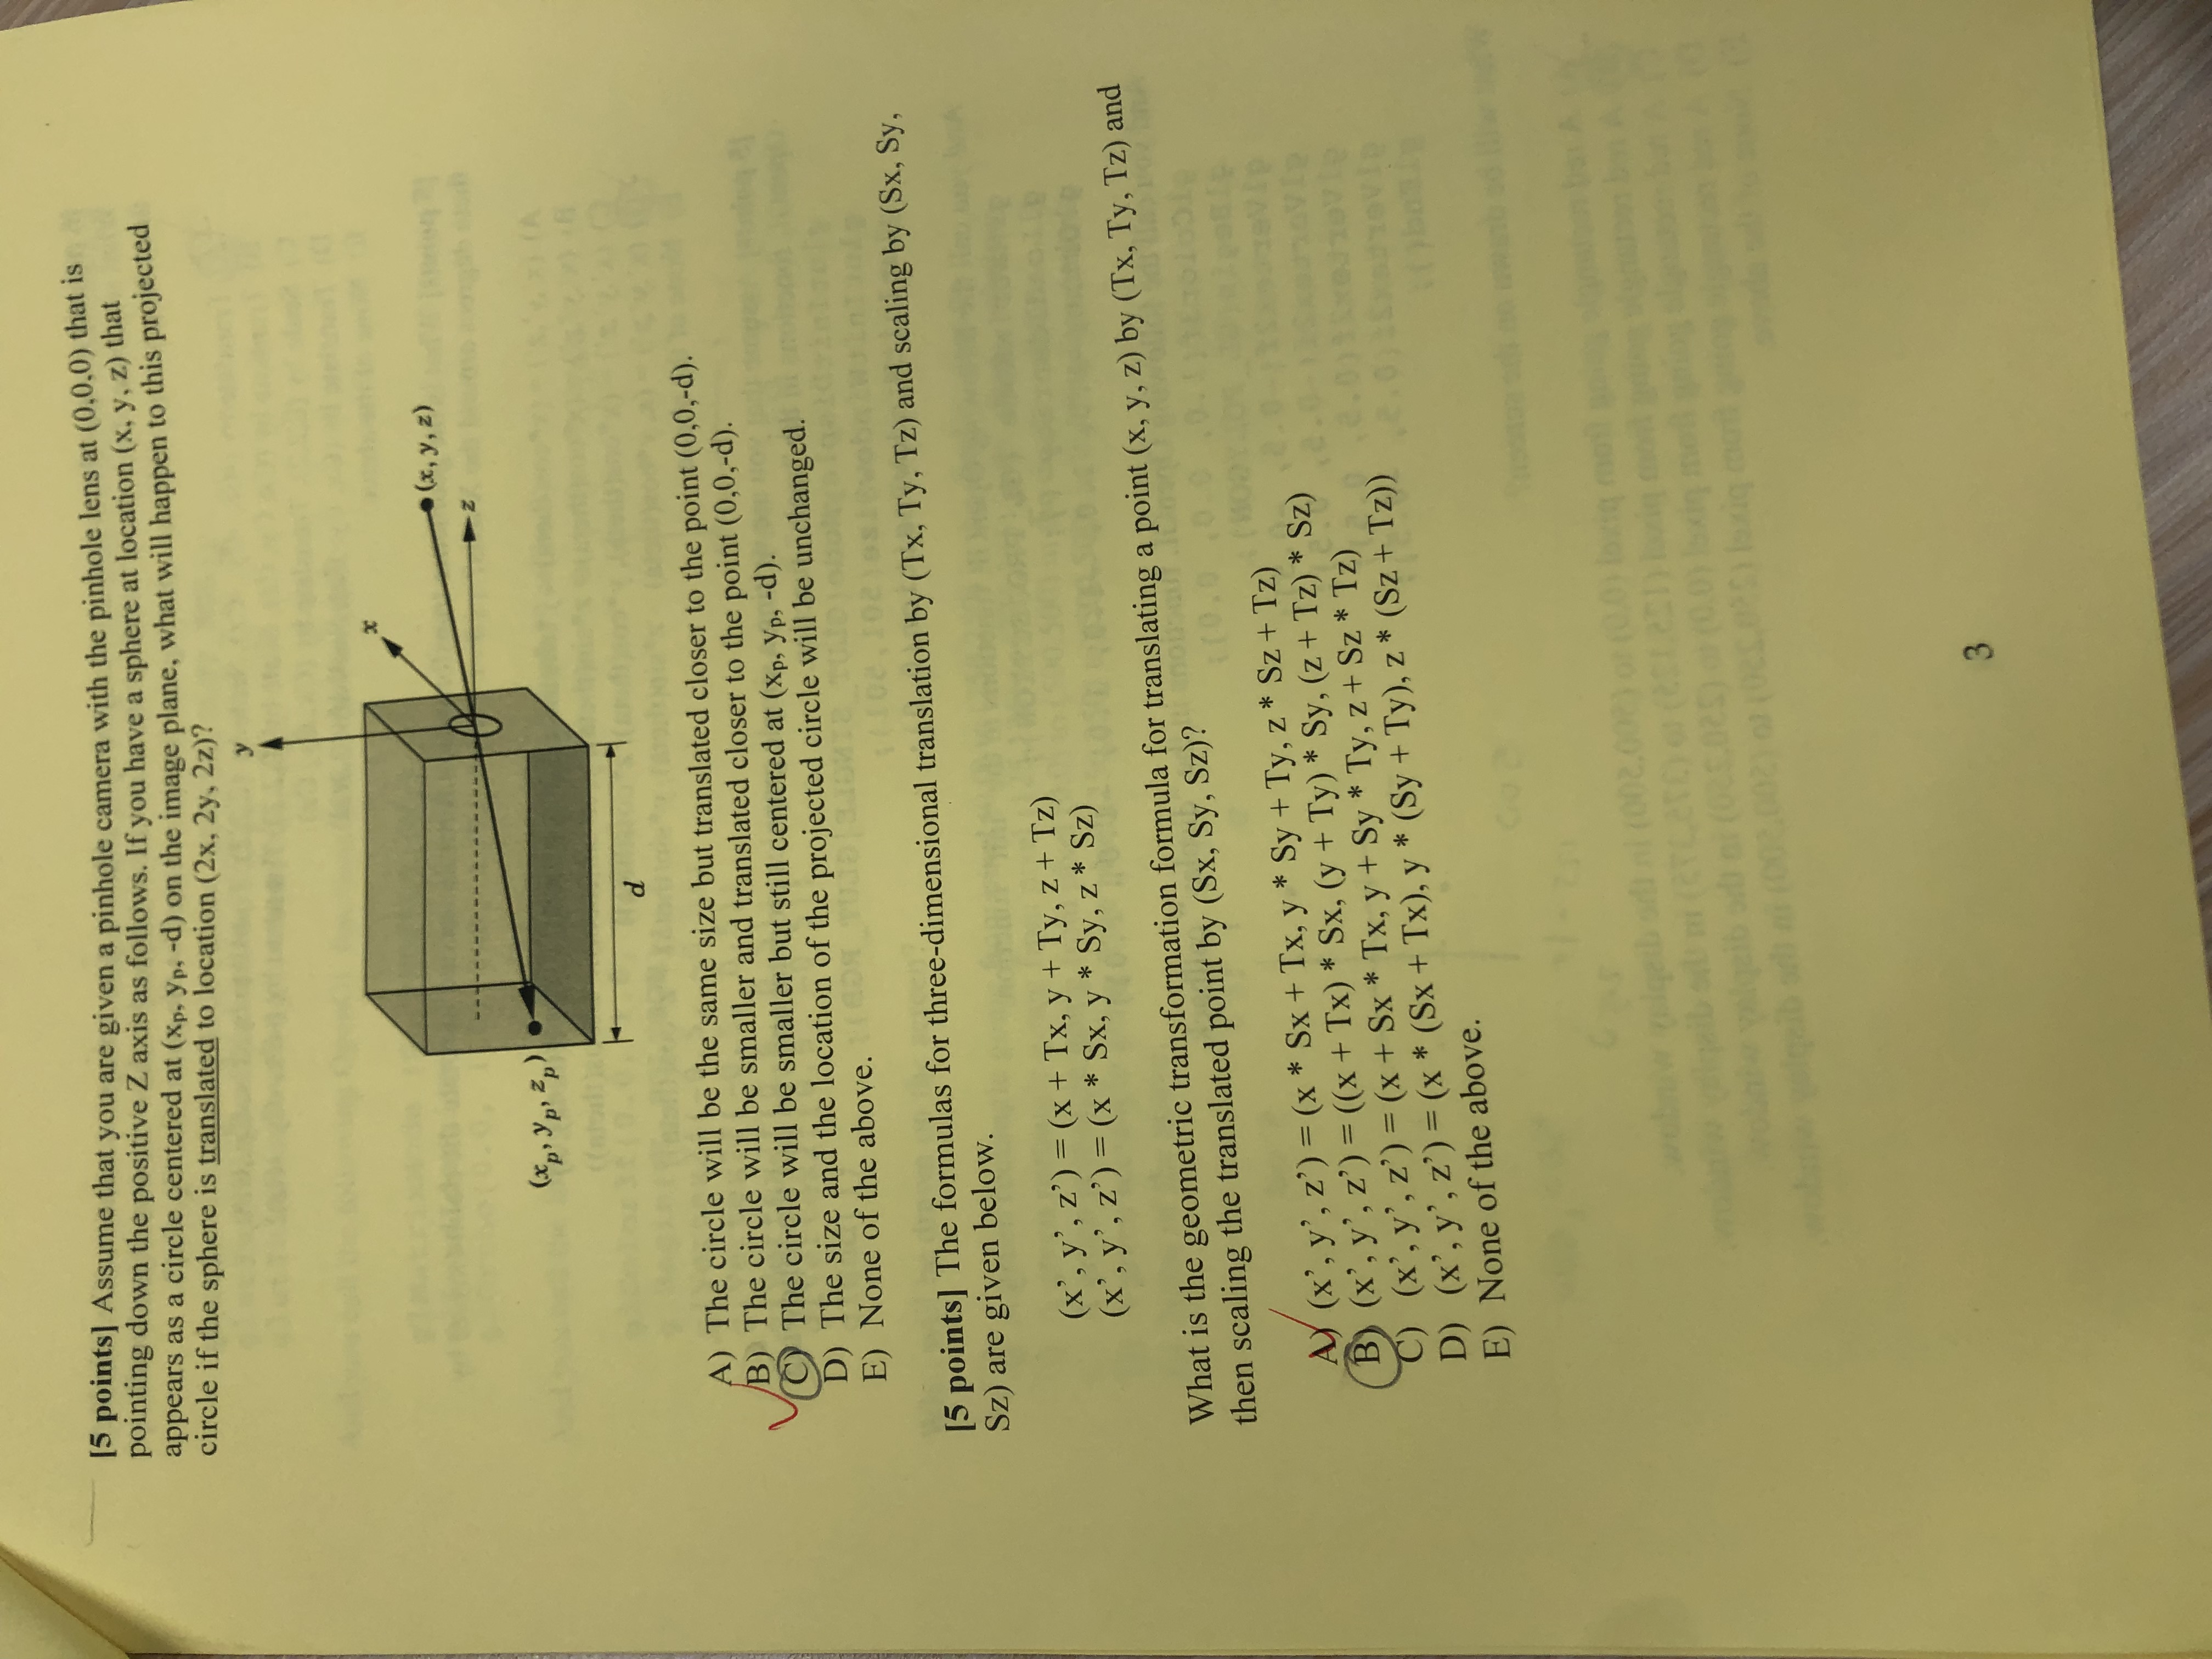 [5 points] Assume that you are given a pinhole camera with the pinhole lens at (0,0,0) that is
pointing down the positive Z axis as follows. If you have a sphere at location (x, y, z) that
appears as a circle centered at (xp, yp, -d) on the image plane, what will happen to this projected
circle if the sphere is translated to location (2x, 2y, 2z)?
y
x
(x, y, z)
z
(xp, yp, zp)
d
A) The circle will be the same size but translated closer to the point (0,0,-d).
B) The circle will be smaller and translated closer to the point (0,0,-d).
C) The circle will be smaller but still centered at (xp, yp, -d).
D) The size and the location of the projected circle will be unchanged.
E) None of the above.
[5 points] The formulas for three-dimensional translation by (Tx, Ty, Tz) and scaling by (Sx, Sy,
Sz) are given below.
(x’, y’, z’) = (x + Tx, y + Ty, z + Tz)
(x’, y’, z’) = (x * Sx, y * Sy, z * Sz)
What is the geometric transformation formula for translating a point (x, y, z) by (Tx, Ty, Tz) and
then scaling the translated point by (Sx, Sy, Sz)?
A) (x’, y’, z’) = (x * Sx + Tx, y * Sy + Ty, z * Sz + Tz)
B) (x’, y’, z’) = ((x + Tx) * Sx, (y + Ty) * Sy, (z + Tz) * Sz)
C) (x’, y’, z’) = (x + Sx * Tx, y + Sy * Ty, z + Sz * Tz)
D) (x’, y’, z’) = (x * (Sx + Tx), y * (Sy + Ty), z * (Sz + Tz))
E) None of the above.
3